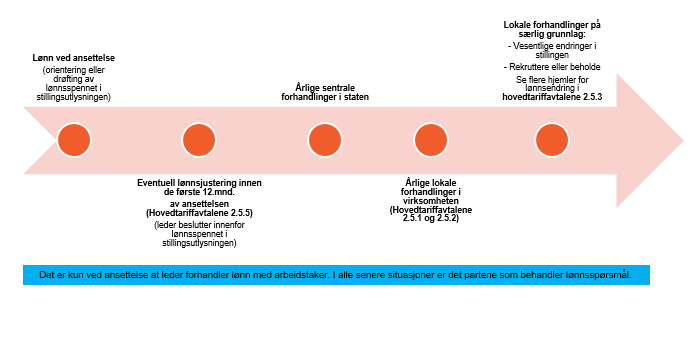 Lønn ved ansettelse
(orientering eller
drøfting av
lønnsspennet i
stillingsutlysningen)
Eventuell lønnsjustering innen
de første 12.mnd.
av ansettelsen
(Hovedtariffavtalene 2.5.5)
(leder beslutter innenfor
lønnsspennet i
stillingsutlysningen)
Årlige sentrale
forhandlinger i staten
Årlige lokale
forhandlinger i
virksomheten
(Hovedtariffavtalene
2.5.1 og 2.5.2)
Lokale forhandlinger på
særlig grunnlag:
- Vesentlige endringer i
stillingen
- Rekruttere eller beholde
Se flere hjemler for
lønnsendring i
hovedtariffavtalene 2.5.3
Det er kun ved ansettelse at leder forhandler lønn med arbeidstaker. I alle senere situasjoner er det partene som behandler lønnsspørsmål.